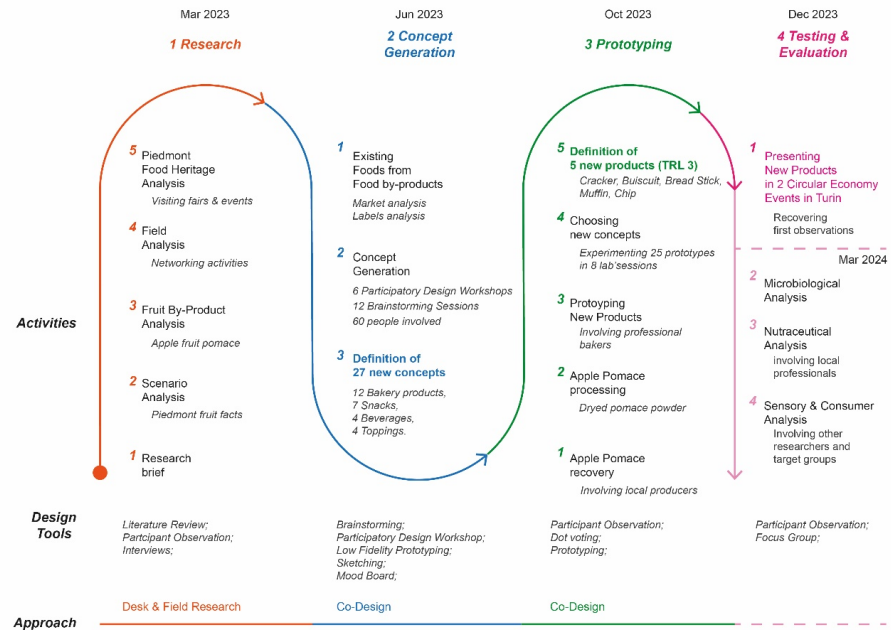 Mar 2023
1 Research
5
Piedmont
Food Heritage
Analysis
Visiting fairs & events
4
Field
Analysis
Networking activities
3
Fruit By-Product
Analysis
Apple fruit pomace
2
Scenario
Analysis
Piedmont fruit facts
1
Research
brief
Jun 2023
2 Concept
Generation
1
Existing
Foods from
Food by-products
Market analysis
Labels analysis
2
Concept
Generation
6 Participatory Design Workshops
12 Brainstorming Sessions
60 people involved
3
Definition of
27 new concepts
12 Bakery products,
7 Snacks,
4 Beverages,
4 Toppings.
Oct 2023
3 Prototyping
5
Definition of
5 new products (TRL 3)
Cracker, Buiscuit, Bread Stick,
Muffin, Chip
4
Choosing
new concepts
Experimenting 25 prototypes
in 8 lab'sessions
3
Protoyping
New Products
Involving professional
bakers
2
Apple Pomace
processing
Dryed pomace powder
1
Apple Pomace
recovery
Involving local producers
Dec 2023
4 Testing &
Evaluation
1
Presenting
New Products
in 2 Circular Economy
Events in Turin
Recovering
first observations
Mar 2024
2
Microbiological
Analysis
3
Nutraceutical
Analysis
involving local
professionals
4
Sensory & Consumer
Analysis
Involving other
researchers and
target groups
Activities
Design
Tools
Literature Review;
Partcipant Observation;
Interviews;
Brainstorming;
Participatory Design Workshop;
Low Fidelity Prototyping;
Sketching;
Mood Board;
Participant Observation;
Dot voting;
Prototyping;
Participant Observation;
Focus Group;
Approach
Desk & Field Research
Co-Design
Co-Design